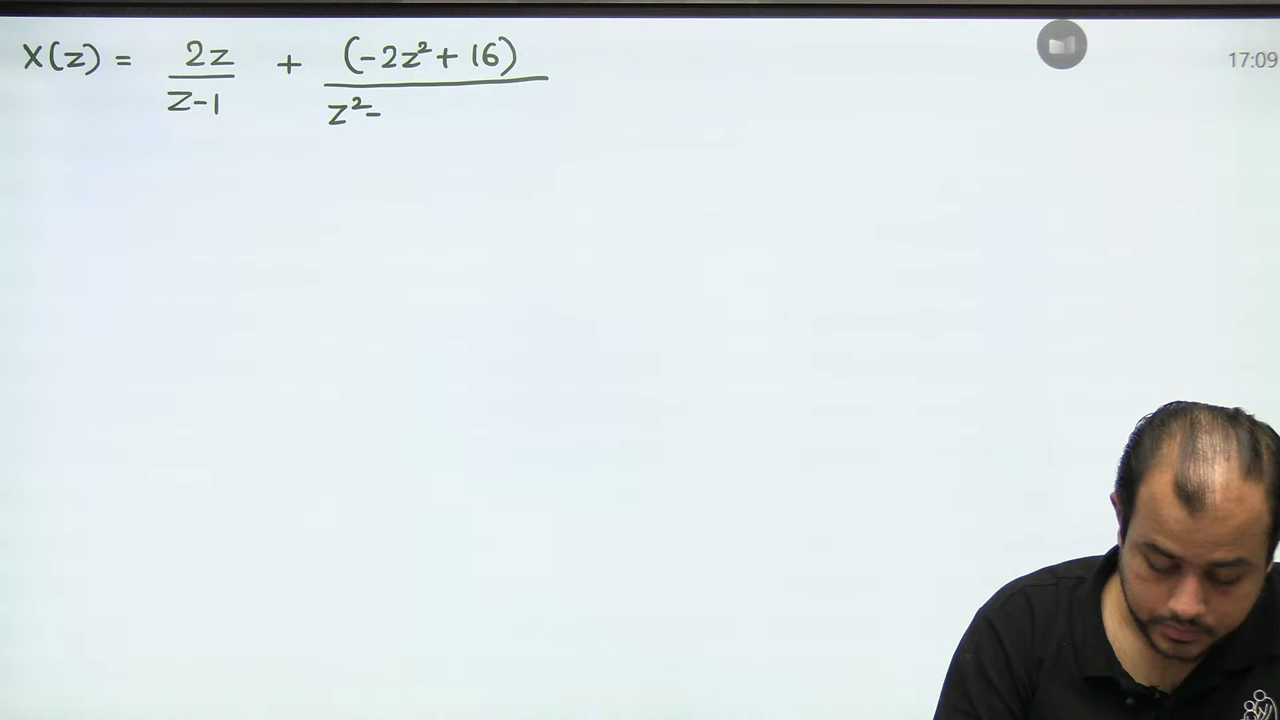 X(z) = 2z/z-1 + (-2z²+16)/z²-
17:09